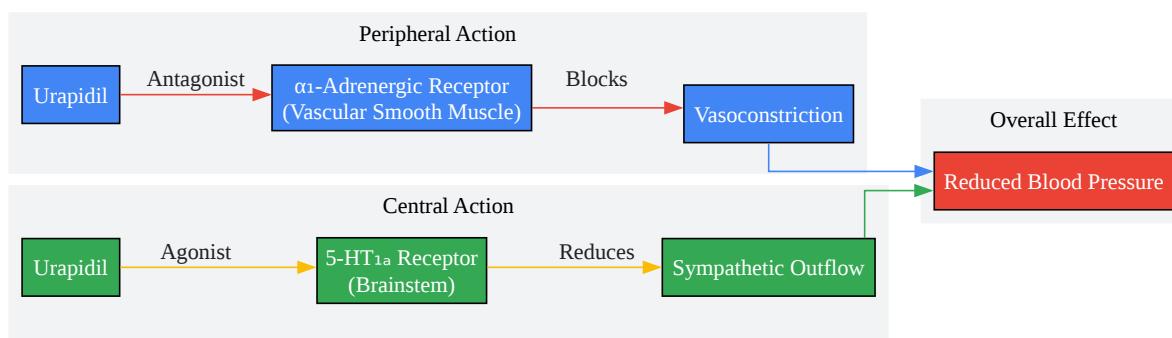 Peripheral Action
Urapidil
Antagonist
α₁-Adrenergic Receptor
(Vascular Smooth Muscle)
Blocks
Vasoconstriction
Overall Effect
Reduced Blood Pressure
Central Action
Urapidil
Agonist
5-HT₁ₐ Receptor
(Brainstem)
Reduces
Sympathetic Outflow